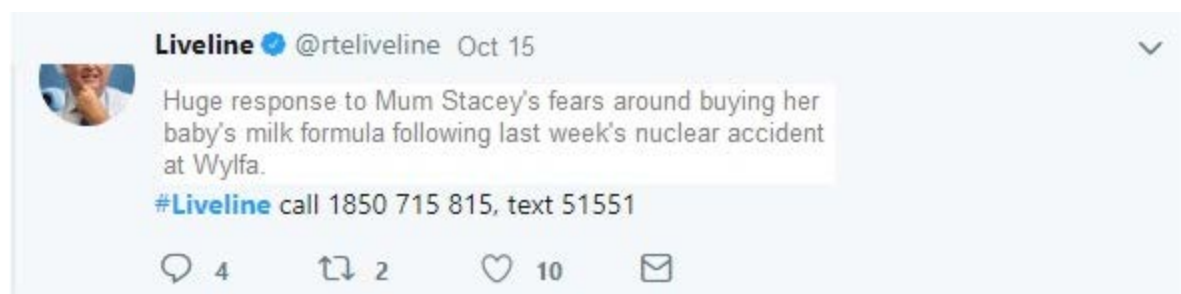 Liveline @rteliveline Oct 15
Huge response to Mum Stacey's fears around buying her
baby's milk formula following last week's nuclear accident
at Wylfa.
#Liveline call 1850 715 815, text 51551
4 2 10